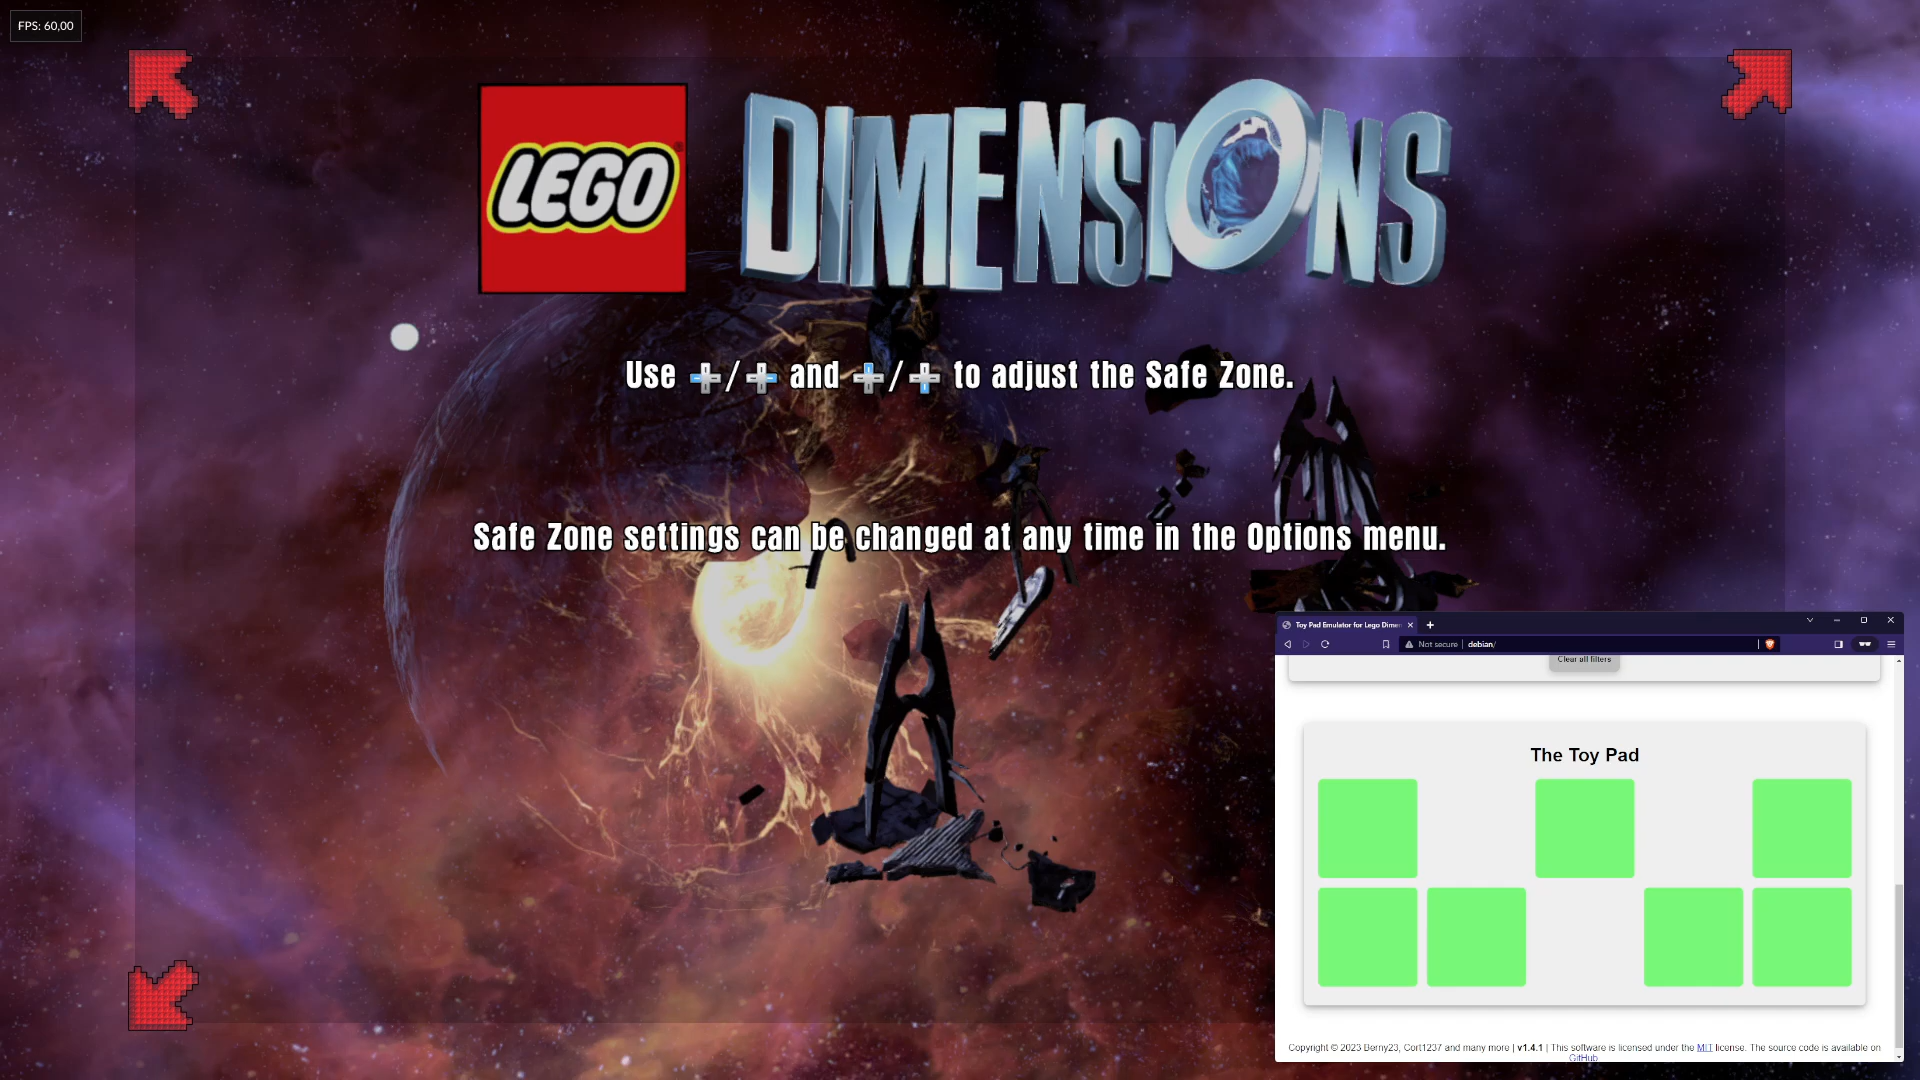 FPS: 60,00
LEGO
DIMENSIONS
Use / and / to adjust the Safe Zone.
Safe Zone settings can be changed at any time in the Options menu.
Toy Pad Emulator for Lego Dimen
Not secure debian/
Clear all filters
The Toy Pad
Copyright © 2023 Berny23, Cort1237 and many more | v1.4.1 | This software is licensed under the MIT license. The source code is available on
GitHub